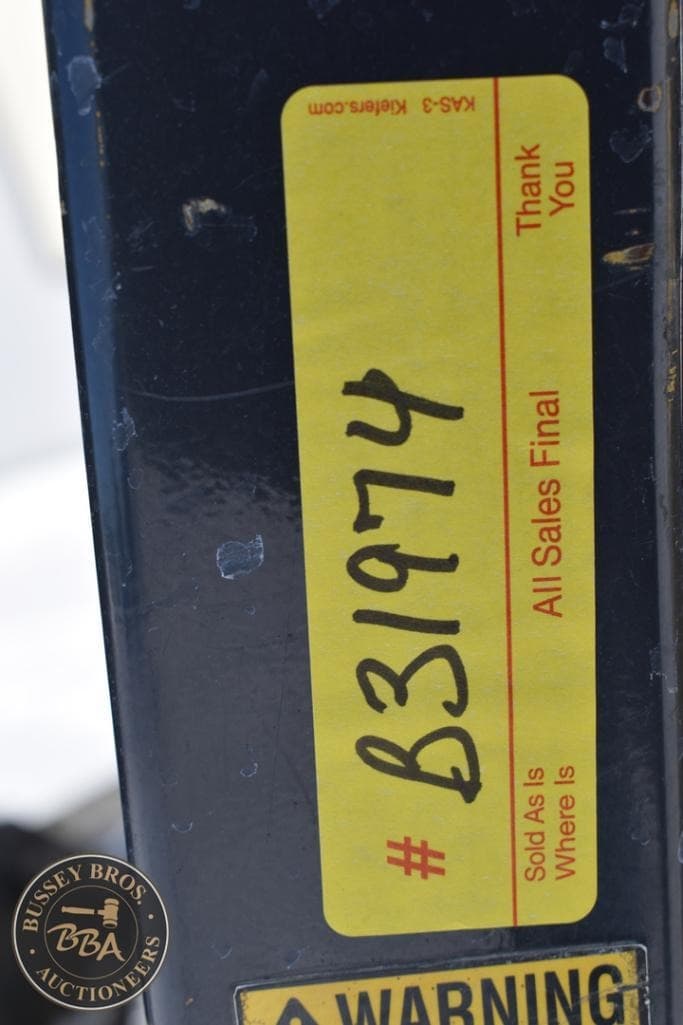 KAS-3 Kiefers.com
# B31974
Sold As Is
Where Is
All Sales Final
Thank
You
WARNING
BUSSEY BROS.
BBA
AUCTIONEERS